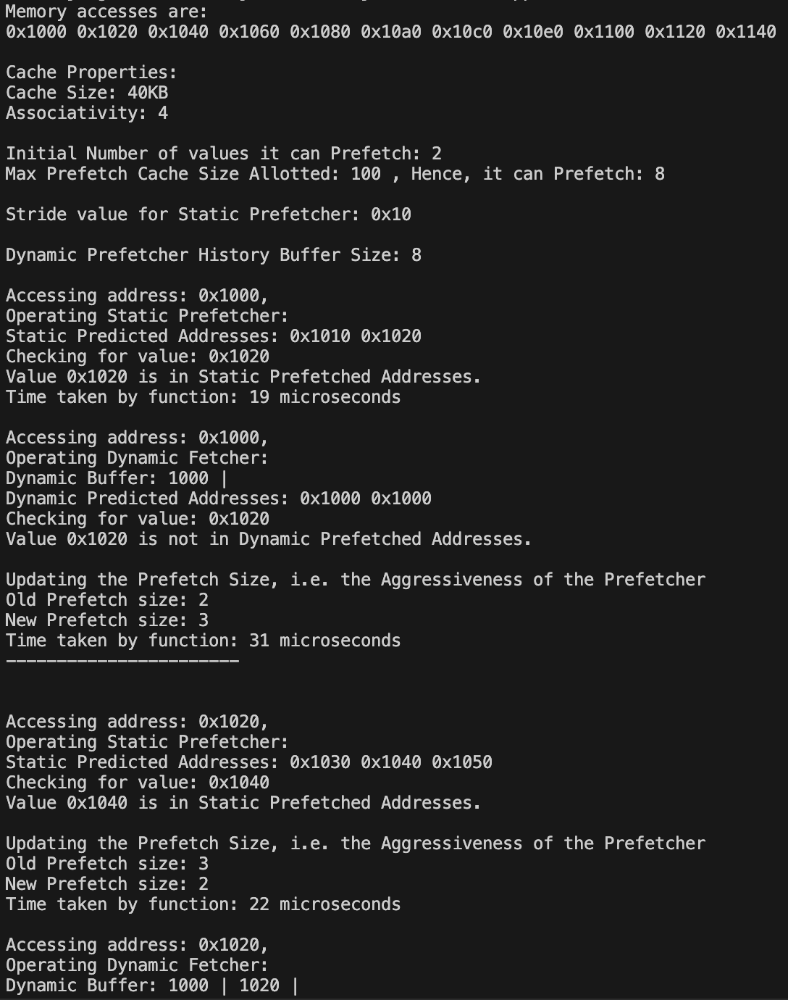 Memory accesses are:
0x1000 0x1020 0x1040 0x1060 0x1080 0x10a0 0x10c0 0x10e0 0x1100 0x1120 0x1140
Cache Properties:
Cache Size: 40KB
Associativity: 4
Initial Number of values it can Prefetch: 2
Max Prefetch Cache Size Allotted: 100 , Hence, it can Prefetch: 8
Stride value for Static Prefetcher: 0x10
Dynamic Prefetcher History Buffer Size: 8
Accessing address: 0x1000,
Operating Static Prefetcher:
Static Predicted Addresses: 0x1010 0x1020
Checking for value: 0x1020
Value 0x1020 is in Static Prefetched Addresses.
Time taken by function: 19 microseconds
Accessing address: 0x1000,
Operating Dynamic Fetcher:
Dynamic Buffer: 1000 |
Dynamic Predicted Addresses: 0x1000 0x1000
Checking for value: 0x1020
Value 0x1020 is not in Dynamic Prefetched Addresses.
Updating the Prefetch Size, i.e. the Aggressiveness of the Prefetcher
Old Prefetch size: 2
New Prefetch size: 3
Time taken by function: 31 microseconds
-----------------------
Accessing address: 0x1020,
Operating Static Prefetcher:
Static Predicted Addresses: 0x1030 0x1040 0x1050
Checking for value: 0x1040
Value 0x1040 is in Static Prefetched Addresses.
Updating the Prefetch Size, i.e. the Aggressiveness of the Prefetcher
Old Prefetch size: 3
New Prefetch size: 2
Time taken by function: 22 microseconds
Accessing address: 0x1020,
Operating Dynamic Fetcher:
Dynamic Buffer: 1000 | 1020 |